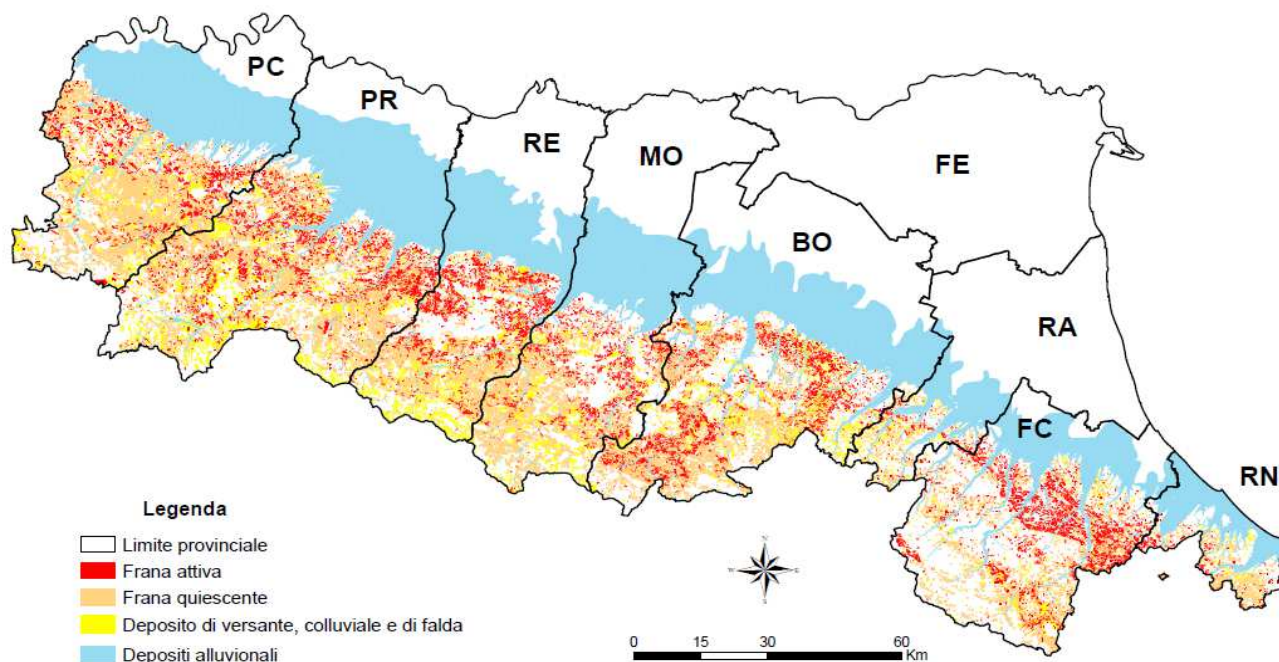 PC
PR
RE
MO
FE
BO
RA
FC
RN
Legenda
Limite provinciale
Frana attiva
Frana quiescente
Deposito di versante, colluviale e di falda
Depositi alluvionali
N
W
E
S
0 15 30 60
Km